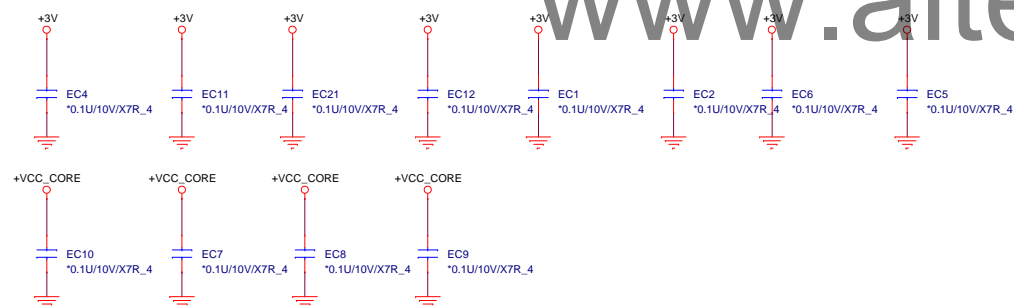 www.alte
+3V +3V +3V +3V +3V +3V +3V +3V
EC4 EC11 EC21 EC12 EC1 EC2 EC6 EC5
*0.1U/10V/X7R_4 *0.1U/10V/X7R_4 *0.1U/10V/X7R_4 *0.1U/10V/X7R_4 *0.1U/10V/X7R_4 *0.1U/10V/X7R_4 *0.1U/10V/X7R_4 *0.1U/10V/X7R_4
+VCC_CORE +VCC_CORE +VCC_CORE +VCC_CORE
EC10 EC7 EC8 EC9
*0.1U/10V/X7R_4 *0.1U/10V/X7R_4 *0.1U/10V/X7R_4 *0.1U/10V/X7R_4